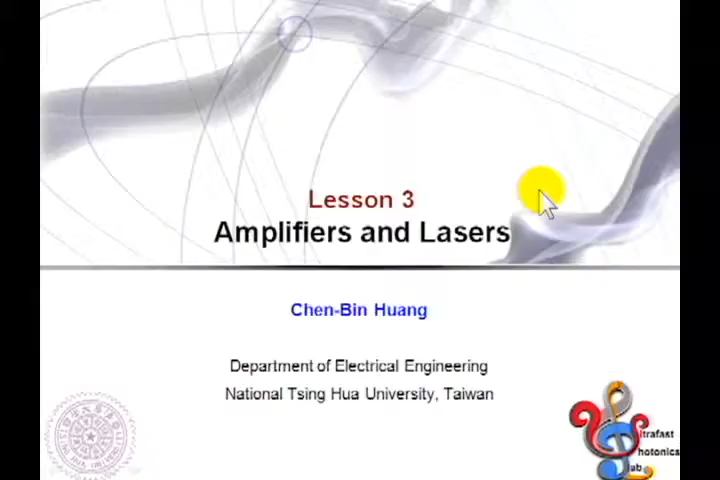 Lesson 3
Amplifiers and Lasers
Chen-Bin Huang
Department of Electrical Engineering
National Tsing Hua University, Taiwan
ltrafast
hotonics
ab